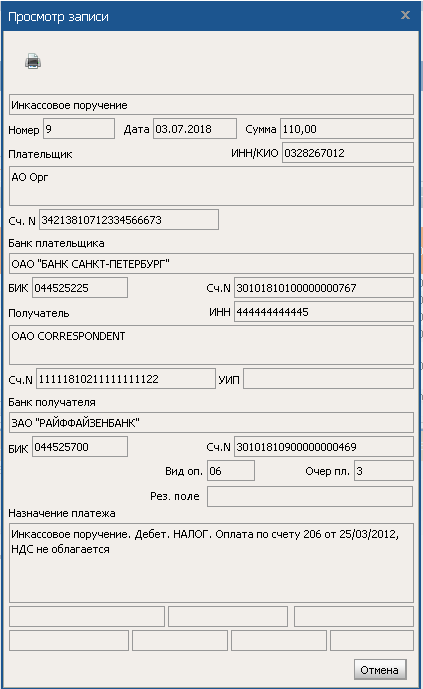 Просмотр записи
Инкассовое поручение
Номер 9 Дата 03.07.2018 Сумма 110,00
Плательщик ИНН/КИО 0328267012
АО Орг
Сч. N 34213810712334566673
Банк плательщика
ОАО "БАНК САНКТ-ПЕТЕРБУРГ"
БИК 044525225 Сч.N 30101810100000000767
Получатель ИНН 444444444445
ОАО CORRESPONDENT
Сч.N 11111810211111111122 УИП
Банк получателя
ЗАО "РАЙФФАЙЗЕНБАНК"
БИК 044525700 Сч.N 30101810900000000469
Вид оп. 06 Очер пл. 3
Рез. поле
Назначение платежа
Инкассовое поручение. Дебет. НАЛОГ. Оплата по счету 206 от 25/03/2012,
НДС не облагается
Отмена